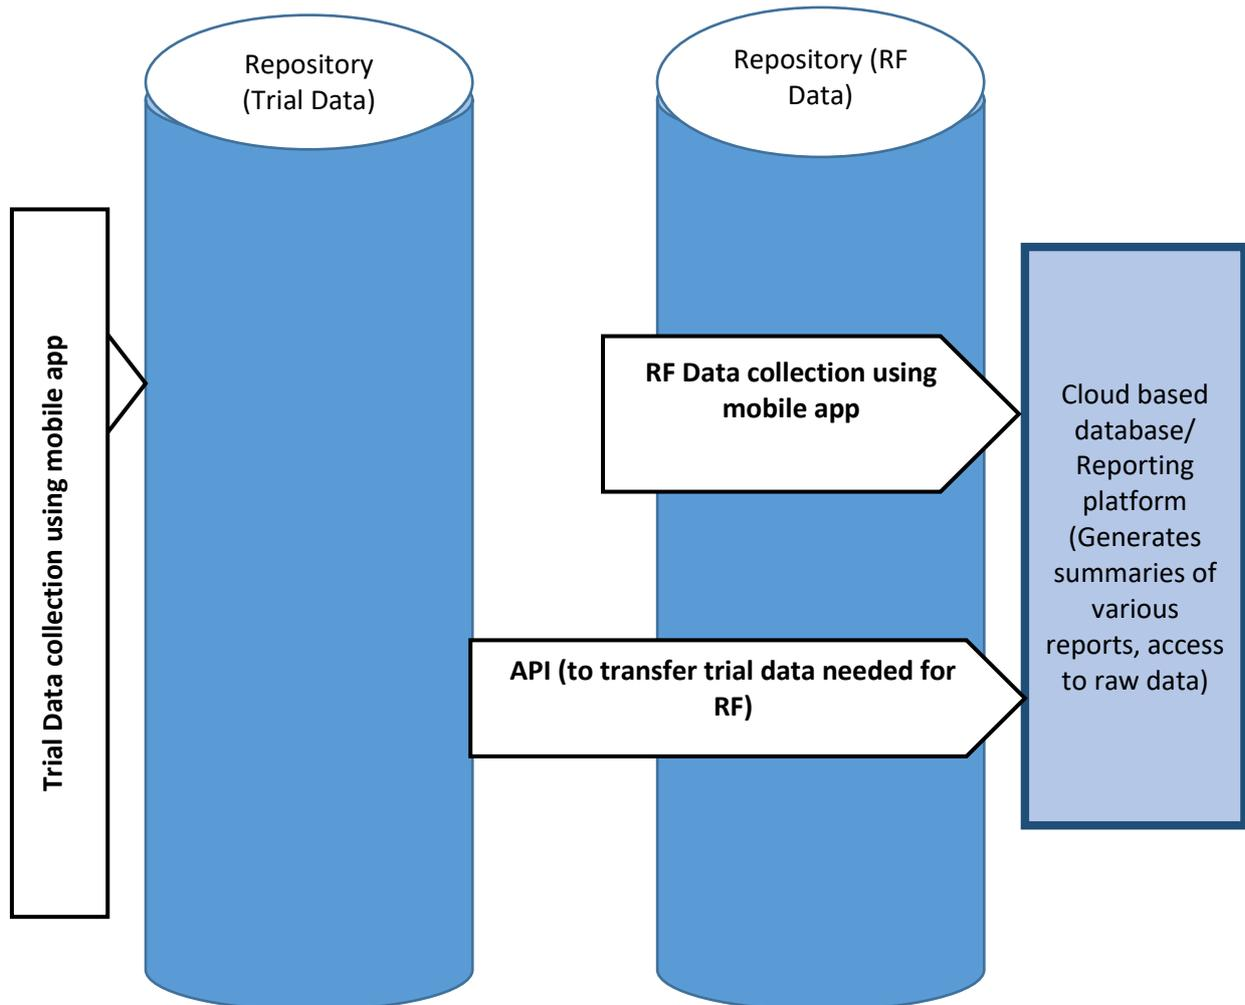 Repository
(Trial Data)
Repository (RF
Data)
Trial Data collection using mobile app
RF Data collection using
mobile app
API (to transfer trial data needed for
RF)
Cloud based
database/
Reporting
platform
(Generates
summaries of
various
reports, access
to raw data)